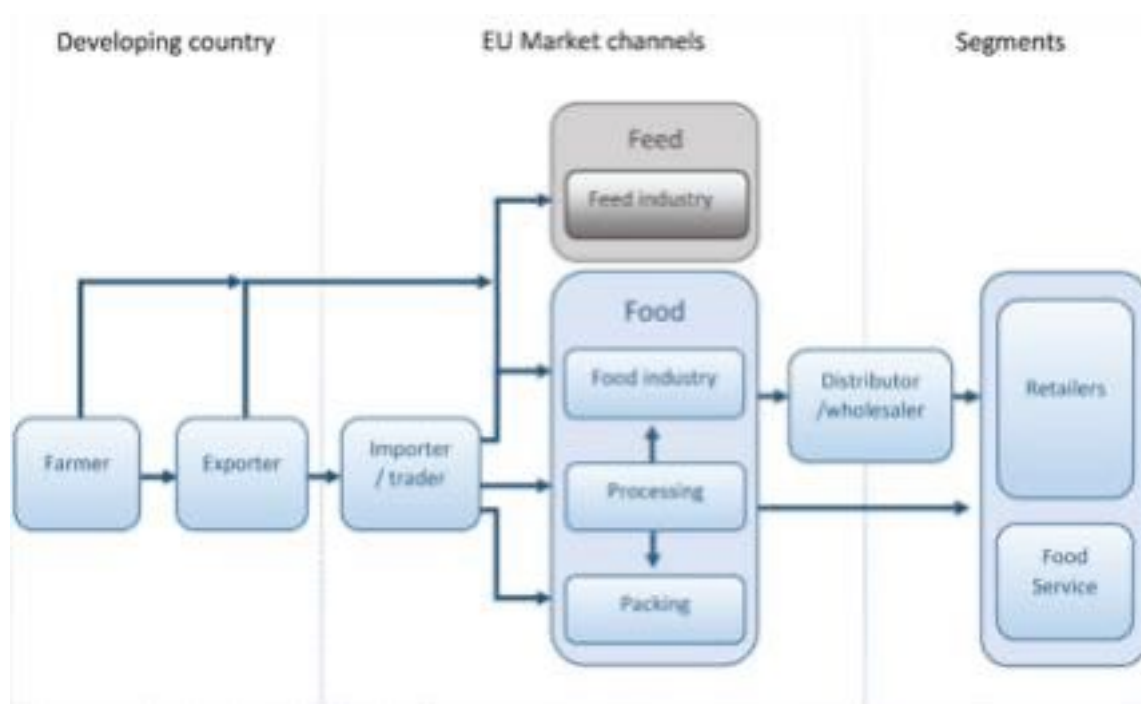 Developing country
EU Market channels
Segments
Feed
Feed industry
Food
Food industry
Distributor
/wholesaler
Retailers
Farmer
Exporter
Importer
/ trader
Processing
Food
Service
Packing